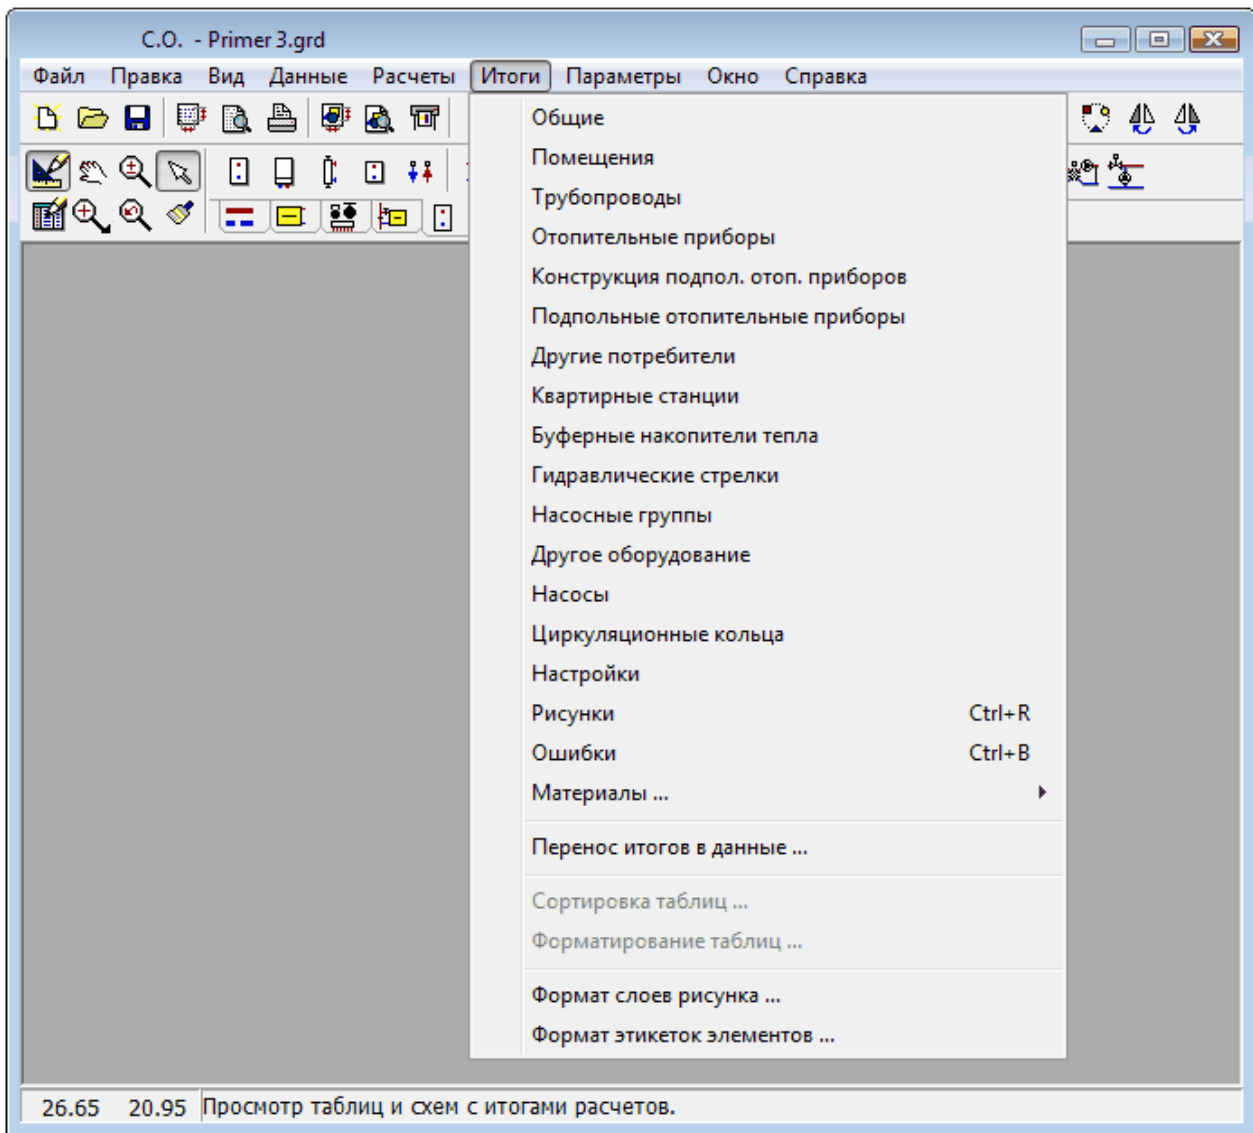 C.O. - Primer 3.grd
Файл Правка Вид Данные Расчеты Итоги Параметры Окно Справка
Общие
Помещения
Трубопроводы
Отопительные приборы
Конструкция подпол. отоп. приборов
Подпольные отопительные приборы
Другие потребители
Квартирные станции
Буферные накопители тепла
Гидравлические стрелки
Насосные группы
Другое оборудование
Насосы
Циркуляционные кольца
Настройки
Рисунки Ctrl+R
Ошибки Ctrl+B
Материалы ...
Перенос итогов в данные ...
Сортировка таблиц ...
Форматирование таблиц ...
Формат слоев рисунка ...
Формат этикеток элементов ...
26.65 20.95 Просмотр таблиц и схем с итогами расчетов.